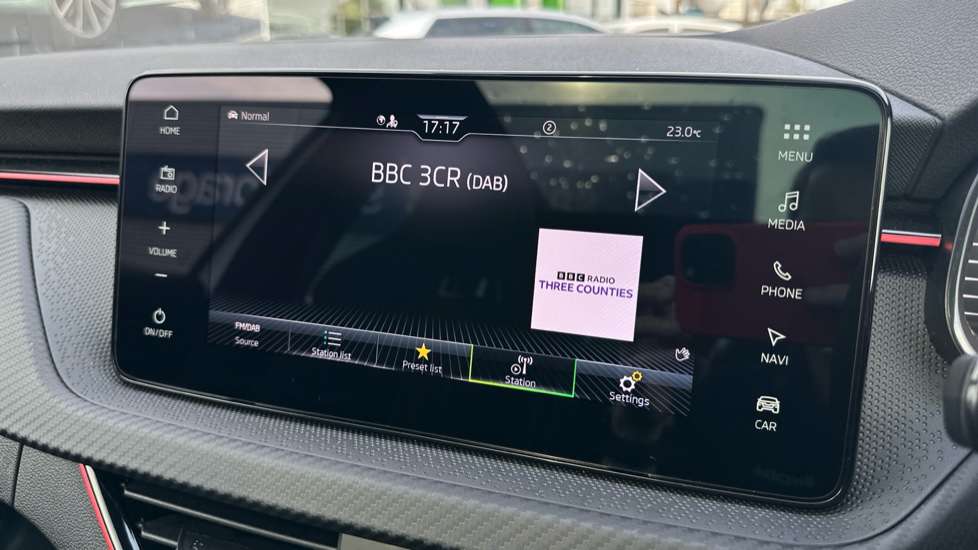 HOME
RADIO
VOLUME
ON/OFF
Normal
17:17
2
23.0°C
BBC 3CR (DAB)
BBC RADIO
THREE COUNTIES
FM/DAB
Source
Station list
Preset list
Station
Settings
MENU
MEDIA
PHONE
NAVI
CAR